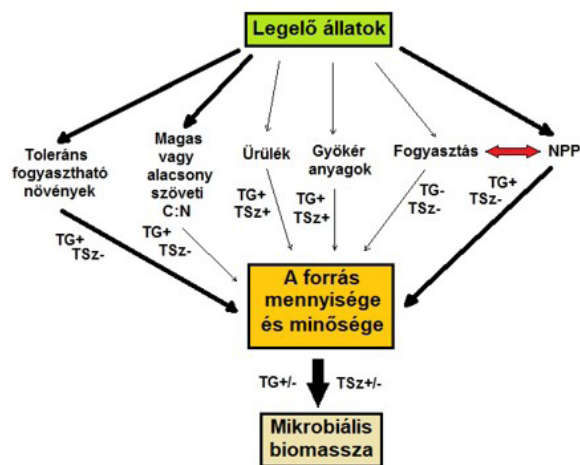 Legelő állatok
Toleráns
fogyasztható
növények
Magas
vagy
alacsony
szöveti
C:N
Ürülék
Gyökér
anyagok
Fogyasztás
NPP
TG+
TSz-
TG+
TSz-
TG+
TSz+
TG+
TSz+
TG-
TSz-
TG+
TSz-
A forrás
mennyisége
és minősége
TG+/-
TSz+/-
Mikrobiális
biomassza